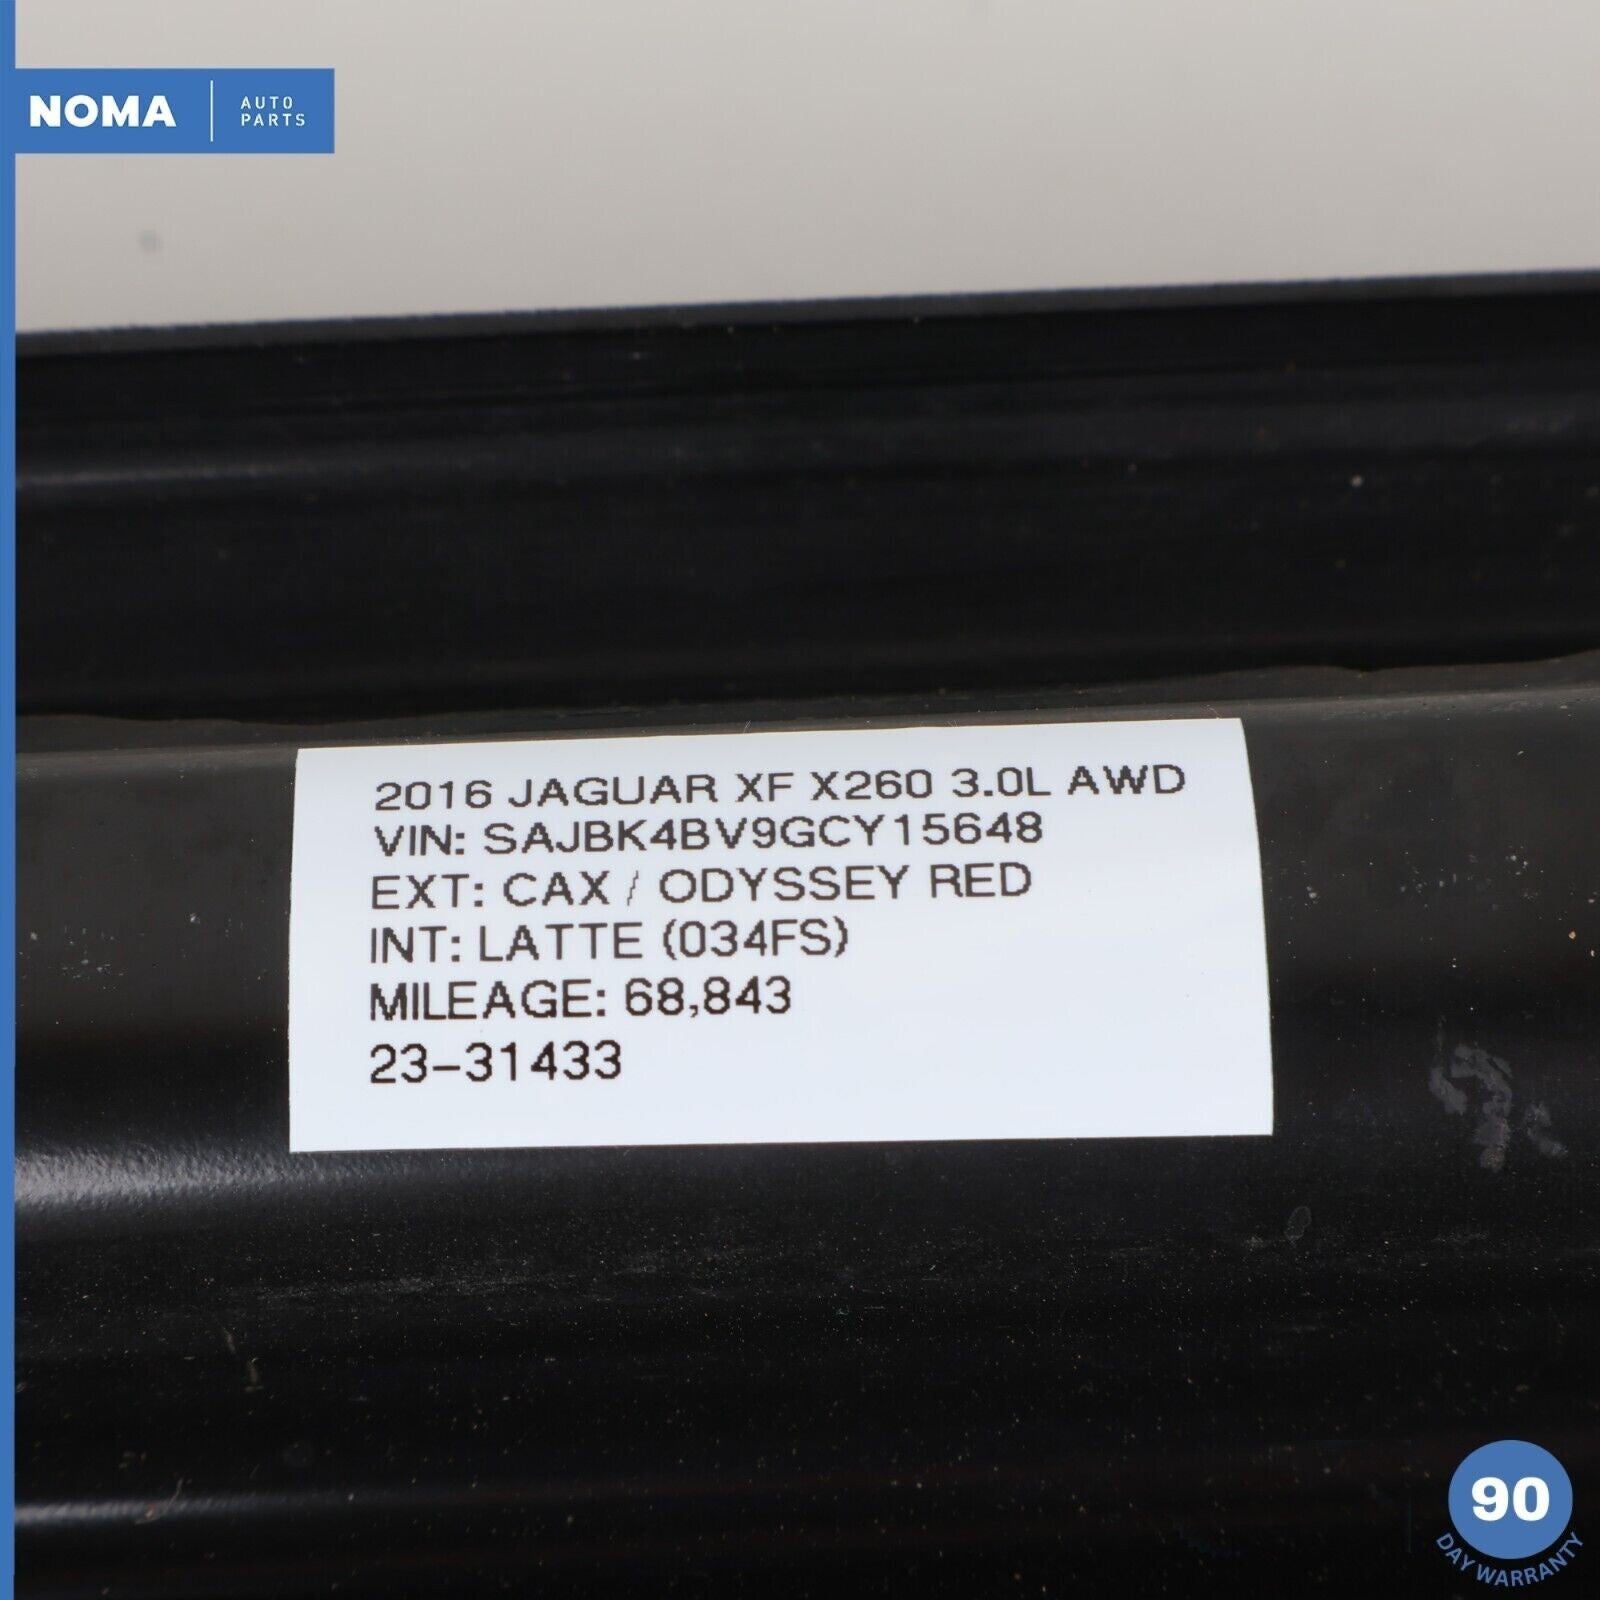 NOMA
AUTO
PARTS
2016 JAGUAR XF X260 3.0L AWD
VIN: SAJBK4BV9GCY15648
EXT: CAX / ODYSSEY RED
INT: LATTE (034FS)
MILEAGE: 68,843
23-31433
90
DAY WARRANTY